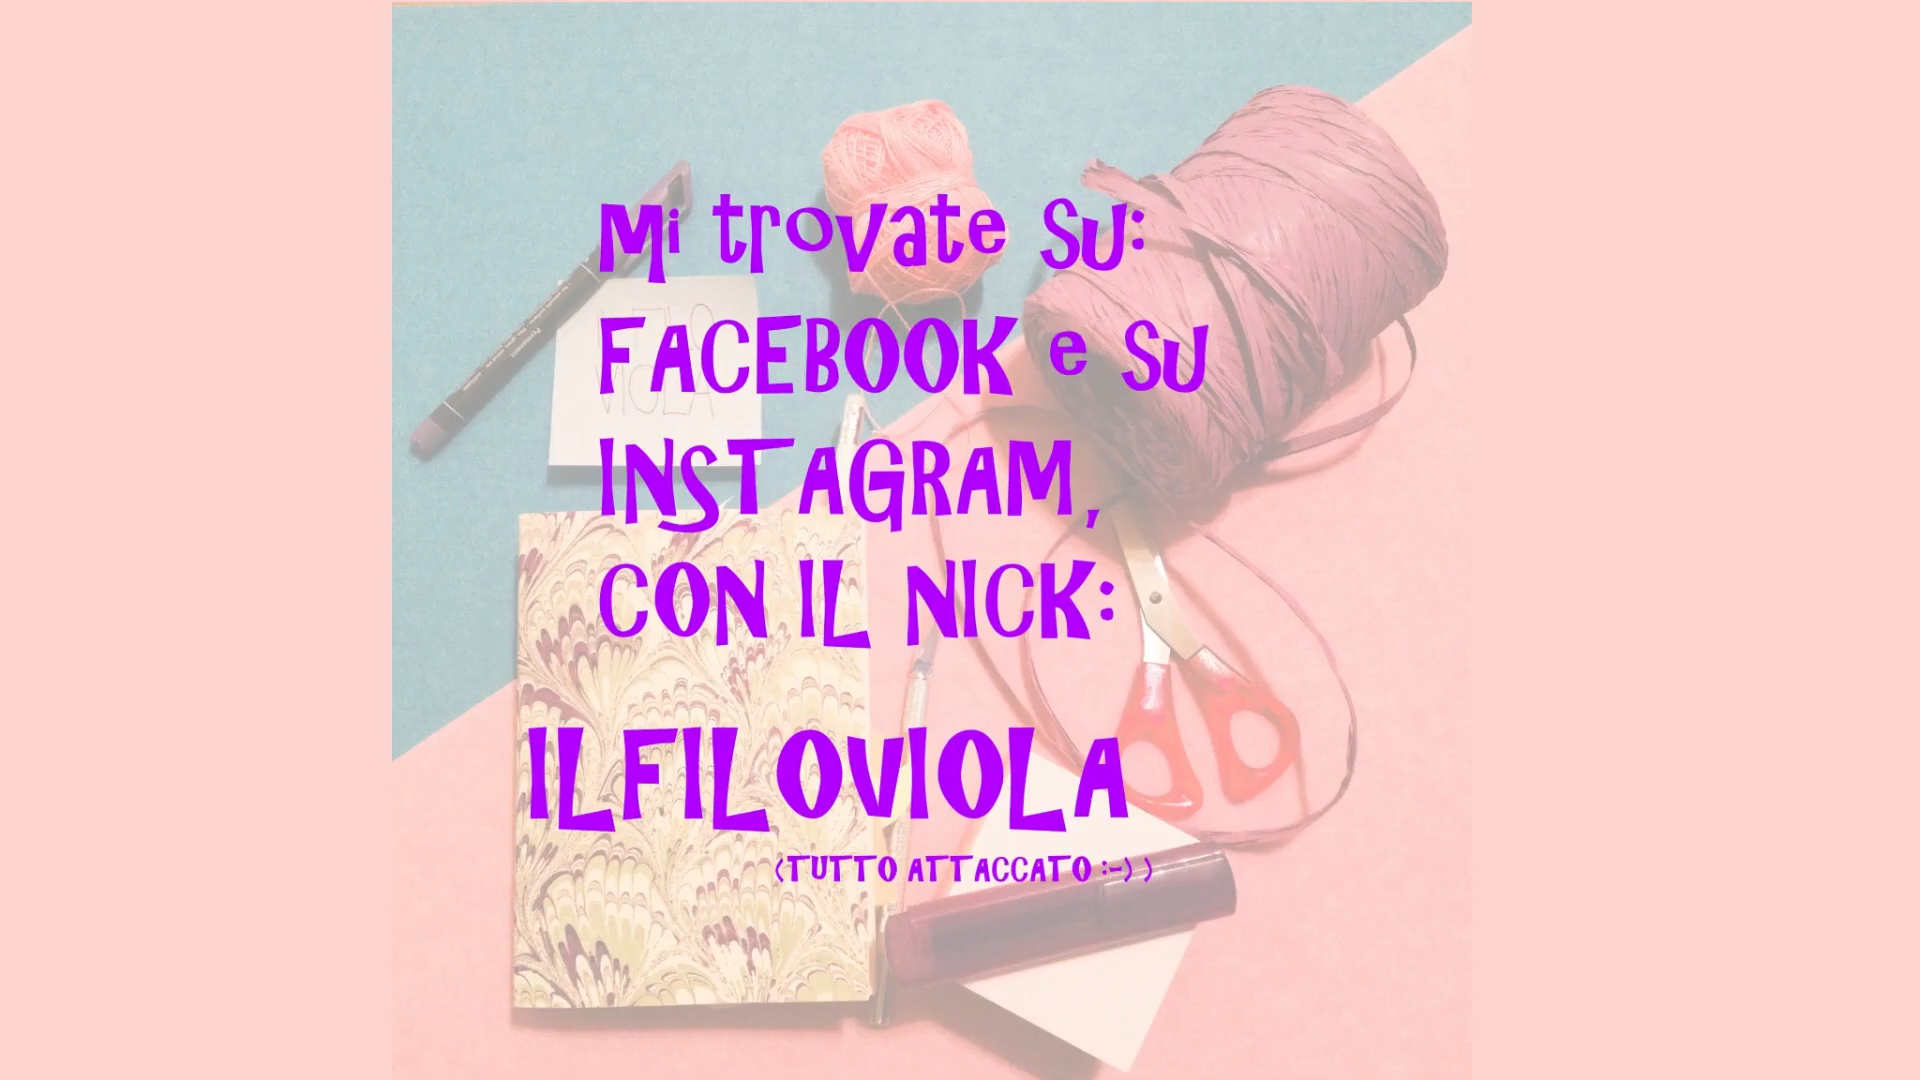 Mi trovate su:
FACEBOOK e su
INSTAGRAM,
CON IL NICK:
ILFILOVIOLA
(TUTTO ATTACCATO :-) )